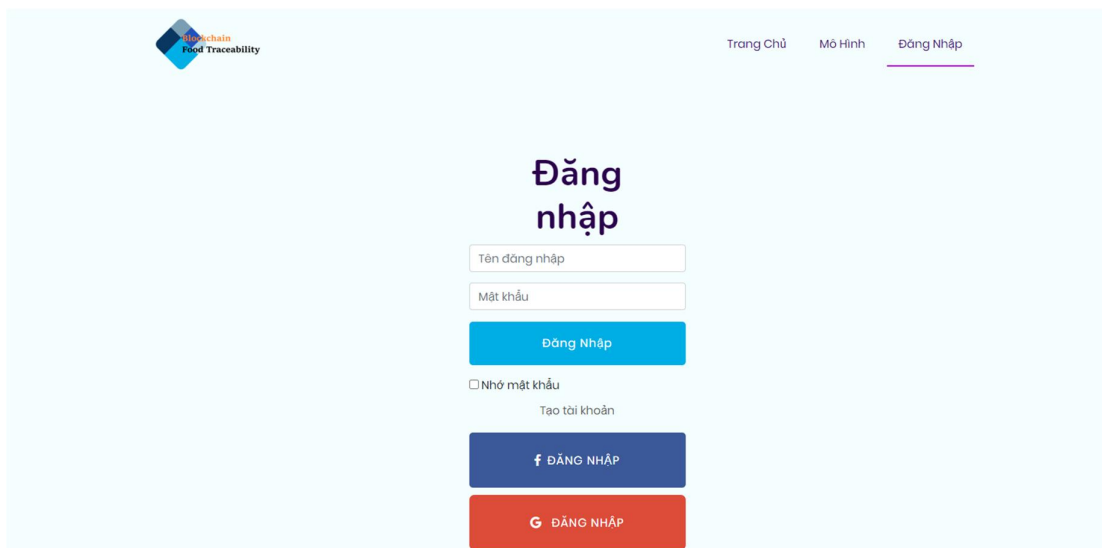 Blockchain
Food Traceability
Trang Chủ Mô Hình Đăng Nhập
Đăng
nhập
Tên đăng nhập
Mật khẩu
Đăng Nhập
Nhớ mật khẩu
Tạo tài khoản
f ĐĂNG NHẬP
G ĐĂNG NHẬP